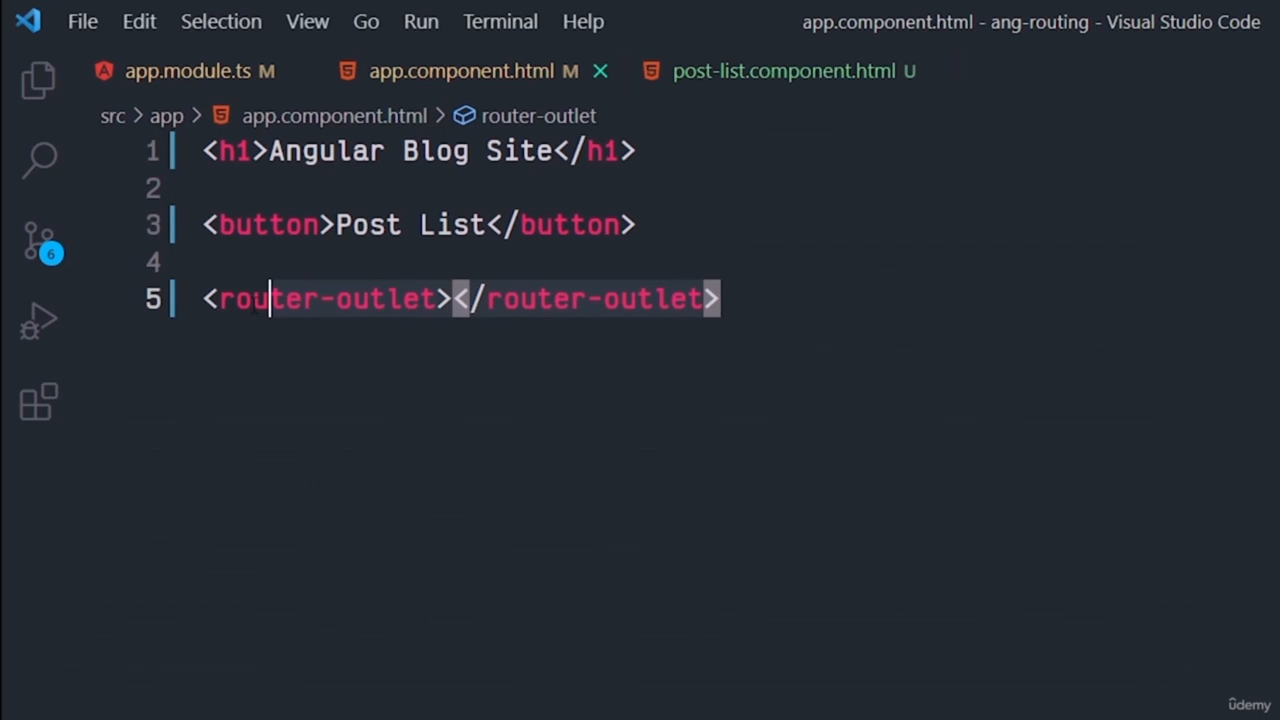 File Edit Selection View Go Run Terminal Help app.component.html - ang-routing - Visual Studio Code
app.module.ts M app.component.html M post-list.component.html U
src > app > app.component.html > router-outlet
1 <h1>Angular Blog Site</h1>
2
3 <button>Post List</button>
4
5 <router-outlet></router-outlet>
6
ûdemy